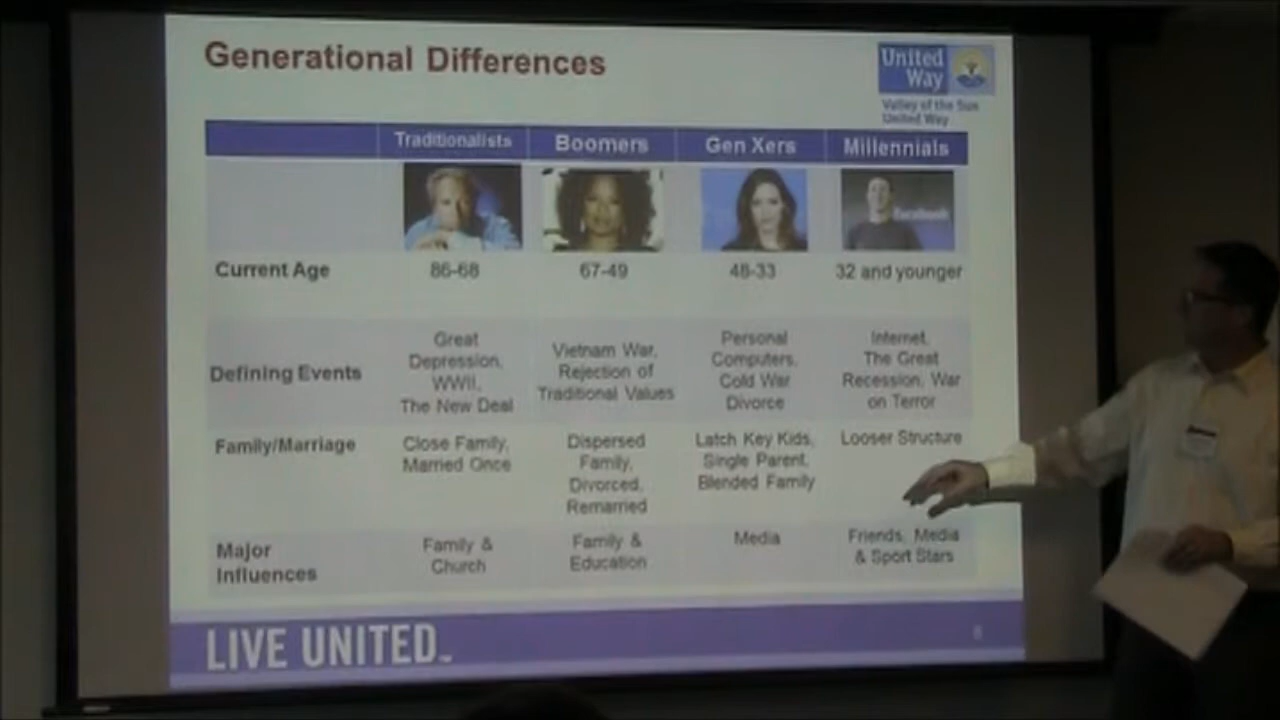 Generational Differences
United
Way
Valley of the Sun
United Way
Traditionalists Boomers Gen Xers Millennials
facebook
Current Age 86-68 67-49 48-33 32 and younger
Defining Events
Great
Depression,
WWII,
The New Deal
Vietnam War,
Rejection of
Traditional Values
Personal
Computers,
Cold War
Divorce
Internet,
The Great
Recession, War
on Terror
Family/Marriage
Close Family,
Married Once
Dispersed
Family,
Divorced,
Remarried
Latch Key Kids,
Single Parent,
Blended Family
Looser Structure
Major
Influences
Family &
Church
Family &
Education
Media
Friends, Media
& Sport Stars
LIVE UNITED